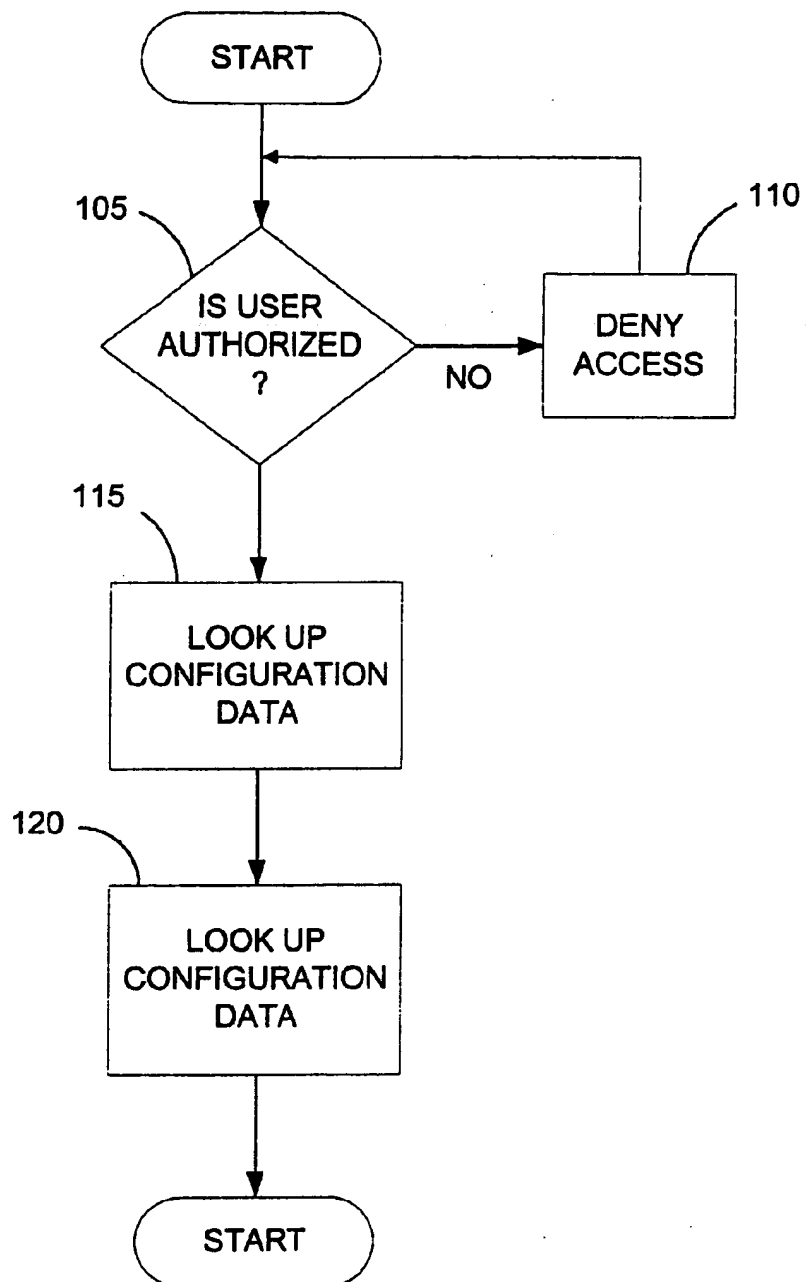 START
105
110
IS USER
AUTHORIZED
?
NO
DENY
ACCESS
115
LOOK UP
CONFIGURATION
DATA
120
LOOK UP
CONFIGURATION
DATA
START